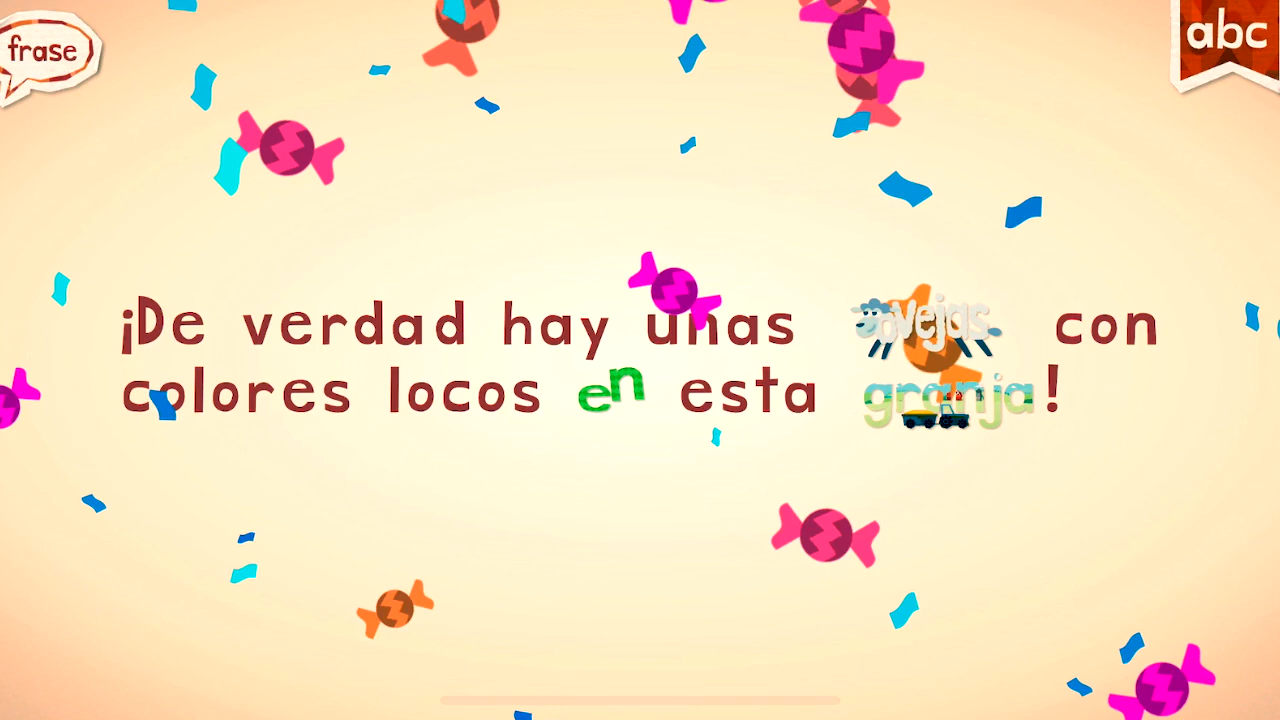 frase
abc
¡De verdad hay unas ovejas con
colores locos en esta granja!